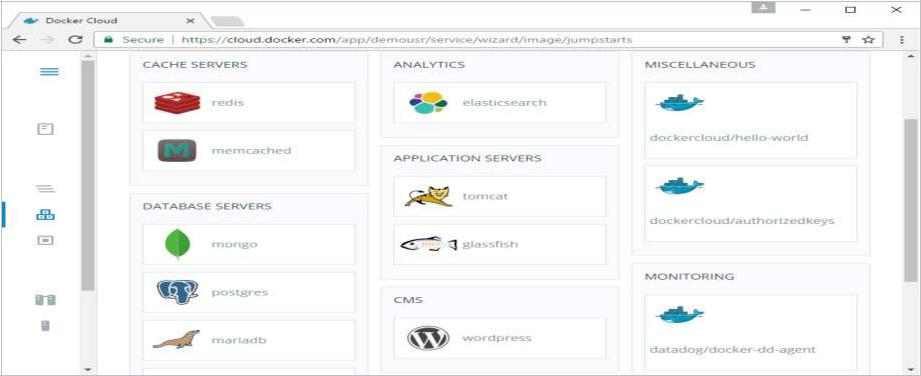 Docker Cloud
Secure | https://cloud.docker.com/app/demousr/service/wizard/image/jumpstarts
CACHE SERVERS
redis
memcached
DATABASE SERVERS
mongo
postgres
mariadb
ANALYTICS
elasticsearch
APPLICATION SERVERS
tomcat
glassfish
CMS
wordpress
MISCELLANEOUS
dockercloud/hello-world
dockercloud/authorizedkeys
MONITORING
datadog/docker-dd-agent